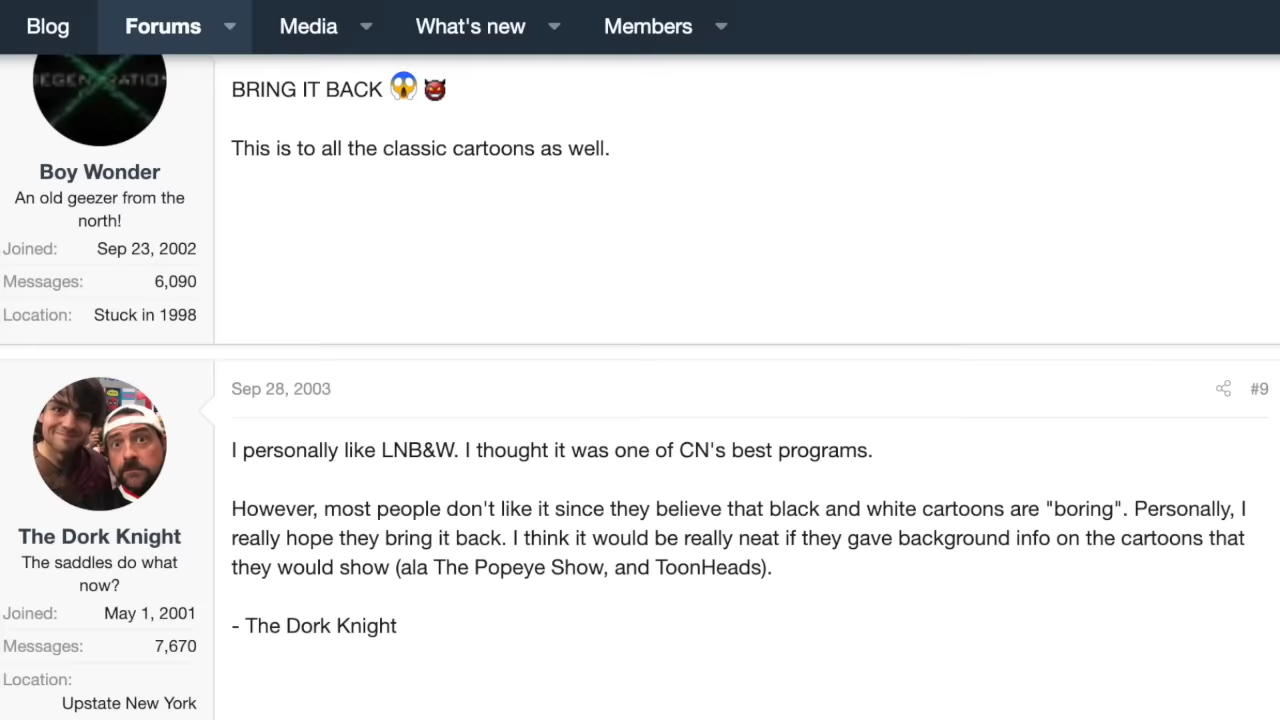 Blog Forums Media What's new Members
BRING IT BACK 😱 👿
This is to all the classic cartoons as well.
Boy Wonder
An old geezer from the
north!
Joined: Sep 23, 2002
Messages: 6,090
Location: Stuck in 1998
Sep 28, 2003 #9
I personally like LNB&W. I thought it was one of CN's best programs.
However, most people don't like it since they believe that black and white cartoons are "boring". Personally, I
really hope they bring it back. I think it would be really neat if they gave background info on the cartoons that
they would show (ala The Popeye Show, and ToonHeads).
- The Dork Knight
The Dork Knight
The saddles do what
now?
Joined: May 1, 2001
Messages: 7,670
Location:
Upstate New York